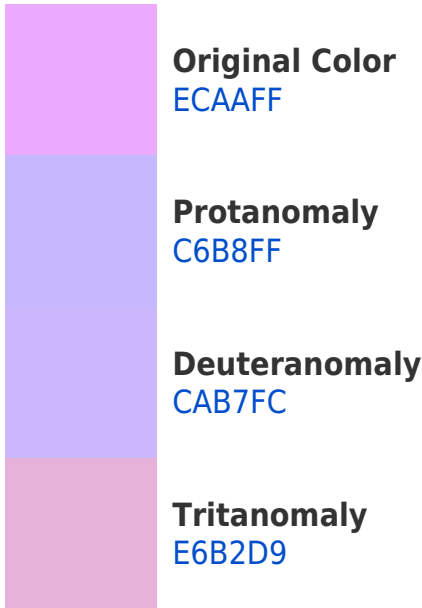 Original Color
ECAAFF
Protanomaly
C6B8FF
Deuteranomaly
CAB7FC
Tritanomaly
E6B2D9